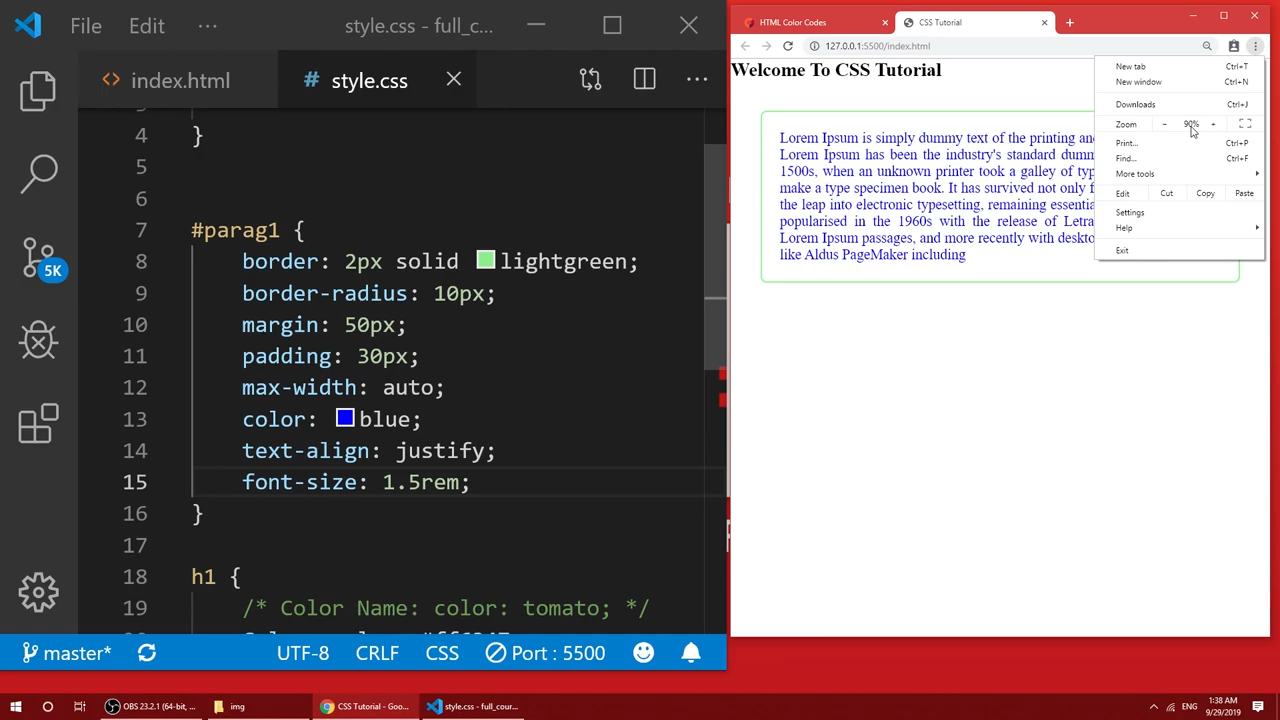 File Edit ··· style.css - full_c...
index.html
# style.css
4 }
5
6
7 #parag1 {
8 border: 2px solid lightgreen;
9 border-radius: 10px;
10 margin: 50px;
11 padding: 30px;
12 max-width: auto;
13 color: blue;
14 text-align: justify;
15 font-size: 1.5rem;
16 }
17
18 h1 {
19 /* Color Name: color: tomato; */
5K
master* UTF-8 CRLF CSS Port : 5500
HTML Color Codes
CSS Tutorial
127.0.0.1:5500/index.html
Welcome To CSS Tutorial
Lorem Ipsum is simply dummy text of the printing an
Lorem Ipsum has been the industry's standard dum
1500s, when an unknown printer took a galley of typ
make a type specimen book. It has survived not only f
the leap into electronic typesetting, remaining essentia
popularised in the 1960s with the release of Letra
Lorem Ipsum passages, and more recently with deskto
like Aldus PageMaker including
New tab Ctrl+T
New window Ctrl+N
Downloads Ctrl+J
Zoom - 90% +
Print... Ctrl+P
Find... Ctrl+F
More tools
Edit Cut Copy Paste
Settings
Help
Exit
OBS 23.2.1 (64-bit, ...
img
CSS Tutorial - Goo...
style.css - full_cour...
ENG
1:38 AM
9/29/2019